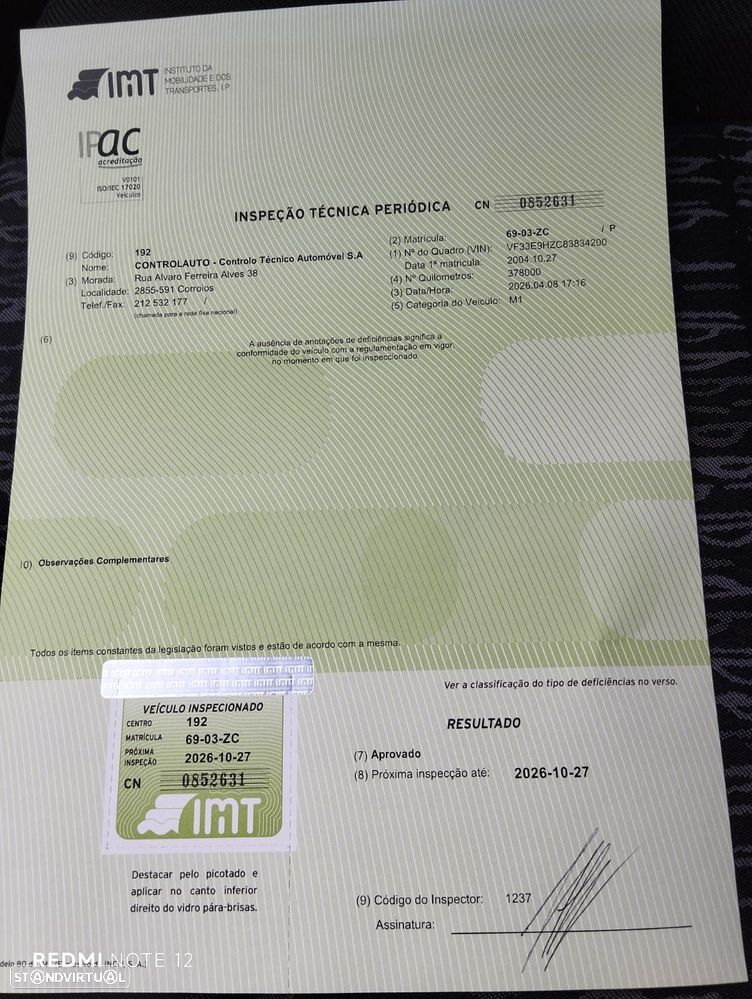 IMT INSTITUTO DA
MOBILIDADE E DOS
TRANSPORTES, I.P.
IPAC
acreditação
V0101
ISO/IEC 17020
Veículos
INSPEÇÃO TÉCNICA PERIÓDICA CN 0852631
(9) Código: 192
Nome: CONTROLAUTO - Controlo Técnico Automóvel S.A
(3) Morada: Rua Alvaro Ferreira Alves 38
Localidade: 2855-591 Corroios
Telef./Fax: 212 532 177 /
(chamada para a rede fixa nacional)
(2) Matrícula: 69-03-ZC / P
(1) Nº do Quadro (VIN): VF33E9HZC83834200
Data 1ª matrícula: 2004.10.27
(4) Nº Quilometros: 378000
(3) Data/Hora: 2026.04.08 17:16
(5) Categoria do Veículo: M1
(6)
A ausência de anotações de deficiências significa a
conformidade do veículo com a regulamentação em vigor,
no momento em que foi inspeccionado.
10) Observações Complementares
Todos os items constantes da legislação foram vistos e estão de acordo com a mesma.
Ver a classificação do tipo de deficiências no verso.
VEÍCULO INSPECIONADO
CENTRO 192
MATRÍCULA 69-03-ZC
PRÓXIMA
INSPEÇÃO 2026-10-27
CN 0852631
IMT
RESULTADO
(7) Aprovado
(8) Próxima inspecção até: 2026-10-27
Destacar pelo picotado e
aplicar no canto inferior
direito do vidro pára-brisas.
(9) Código do Inspector: 1237
Assinatura:
REDMI NOTE 12
STANDVIRTUAL